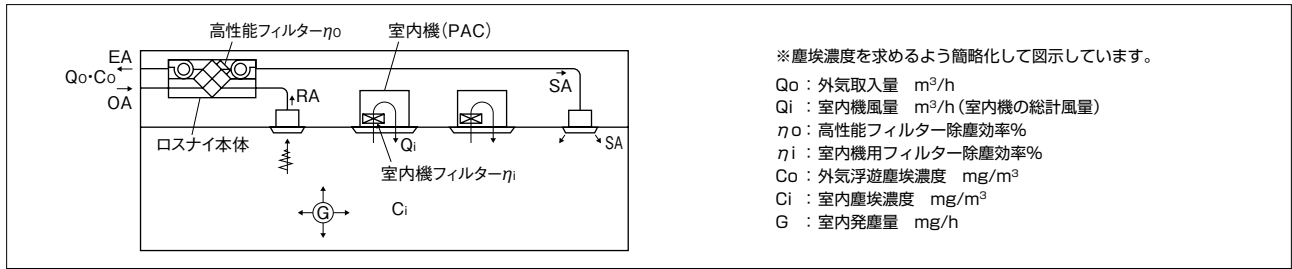 高性能フィルターηo
室内機(PAC)
EA
Qo・Co
OA
RA
SA
ロスナイ本体
Qi
SA
室内機フィルターηi
G
Ci
※塵埃濃度を求めるよう簡略化して図示しています。
Qo：外気取入量　m³/h
Qi：室内機風量　m³/h(室内機の総計風量)
ηo：高性能フィルター除塵効率%
ηi：室内機用フィルター除塵効率%
Co：外気浮遊塵埃濃度　mg/m³
Ci：室内塵埃濃度　mg/m³
G：室内発塵量　mg/h